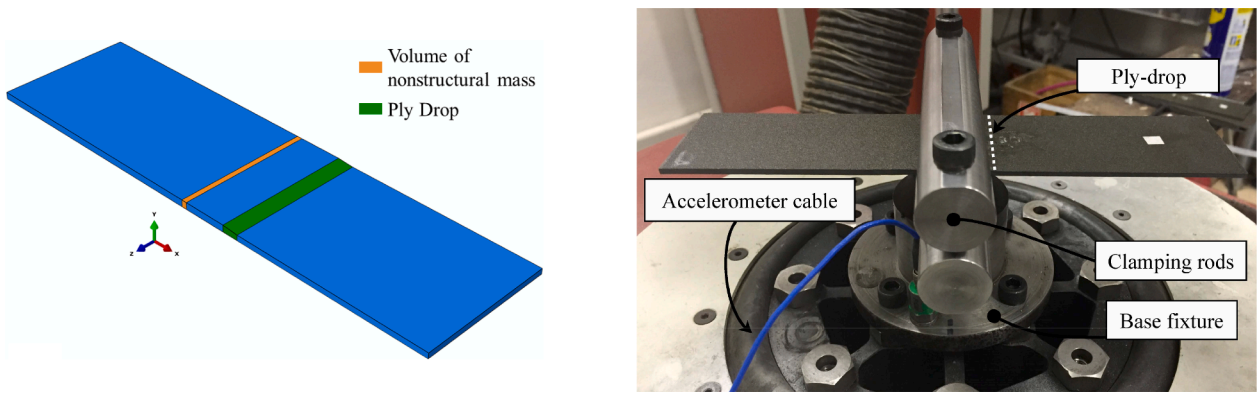 Volume of
nonstructural mass
Ply Drop
Y
Z
X
Ply-drop
Accelerometer cable
Clamping rods
Base fixture